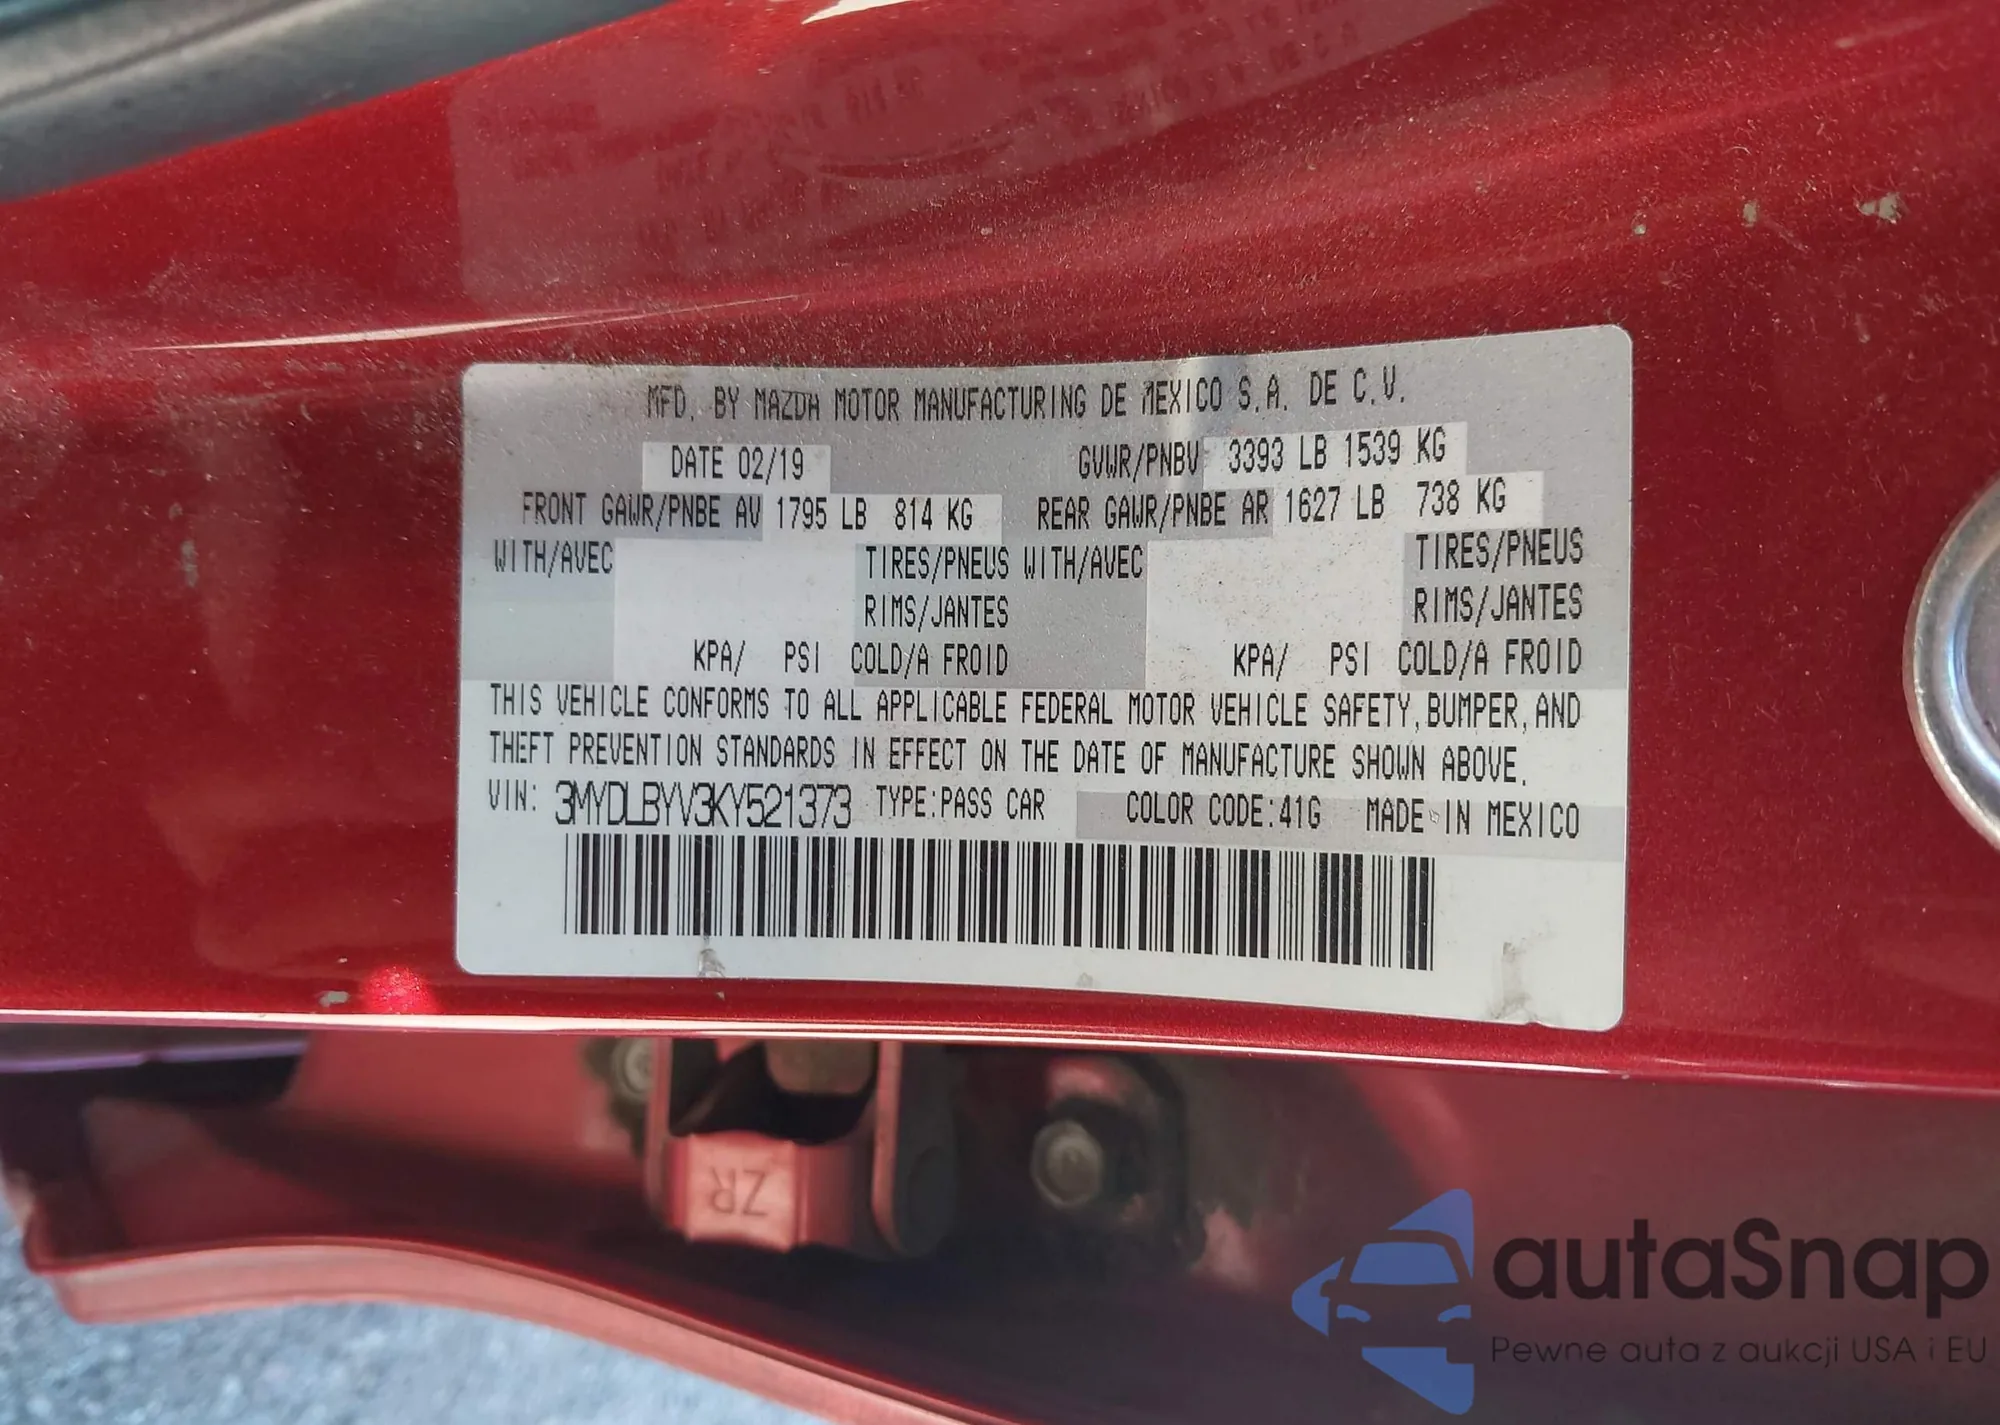 MFD. BY MAZDA MOTOR MANUFACTURING DE MEXICO S.A. DE C.V.
DATE 02/19 GVWR/PNBV 3393 LB 1539 KG
FRONT GAWR/PNBE AV 1795 LB 814 KG REAR GAWR/PNBE AR 1627 LB 738 KG
WITH/AVEC TIRES/PNEUS WITH/AVEC TIRES/PNEUS
RIMS/JANTES RIMS/JANTES
KPA/ PSI COLD/A FROID KPA/ PSI COLD/A FROID
THIS VEHICLE CONFORMS TO ALL APPLICABLE FEDERAL MOTOR VEHICLE SAFETY, BUMPER, AND
THEFT PREVENTION STANDARDS IN EFFECT ON THE DATE OF MANUFACTURE SHOWN ABOVE.
VIN: 3MYDLBYV3KY521373 TYPE:PASS CAR COLOR CODE:41G MADE IN MEXICO
ZR
autaSnap
Pewne auta z aukcji USA i EU